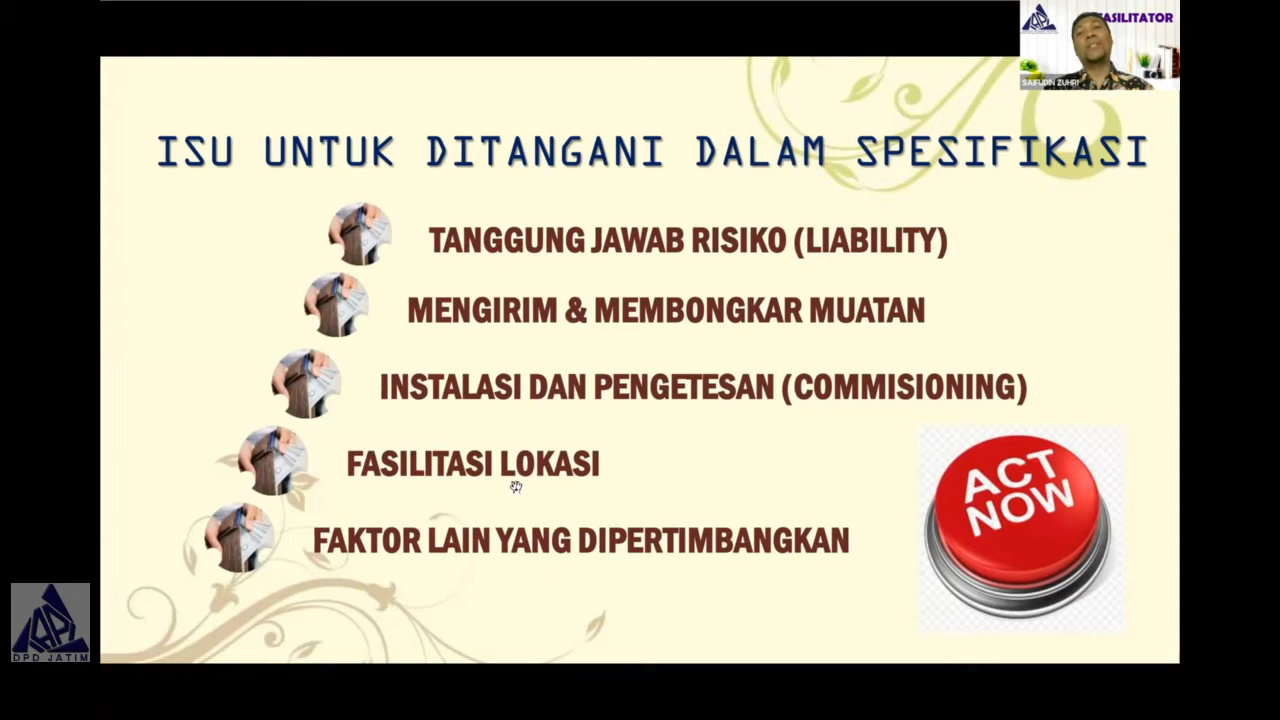 FASILITATOR
SAIFUDIN ZUHRI
ISU UNTUK DITANGANI DALAM SPESIFIKASI
TANGGUNG JAWAB RISIKO (LIABILITY)
MENGIRIM & MEMBONGKAR MUATAN
INSTALASI DAN PENGETESAN (COMMISIONING)
FASILITASI LOKASI
FAKTOR LAIN YANG DIPERTIMBANGKAN
ACT
NOW
DPD JATIM